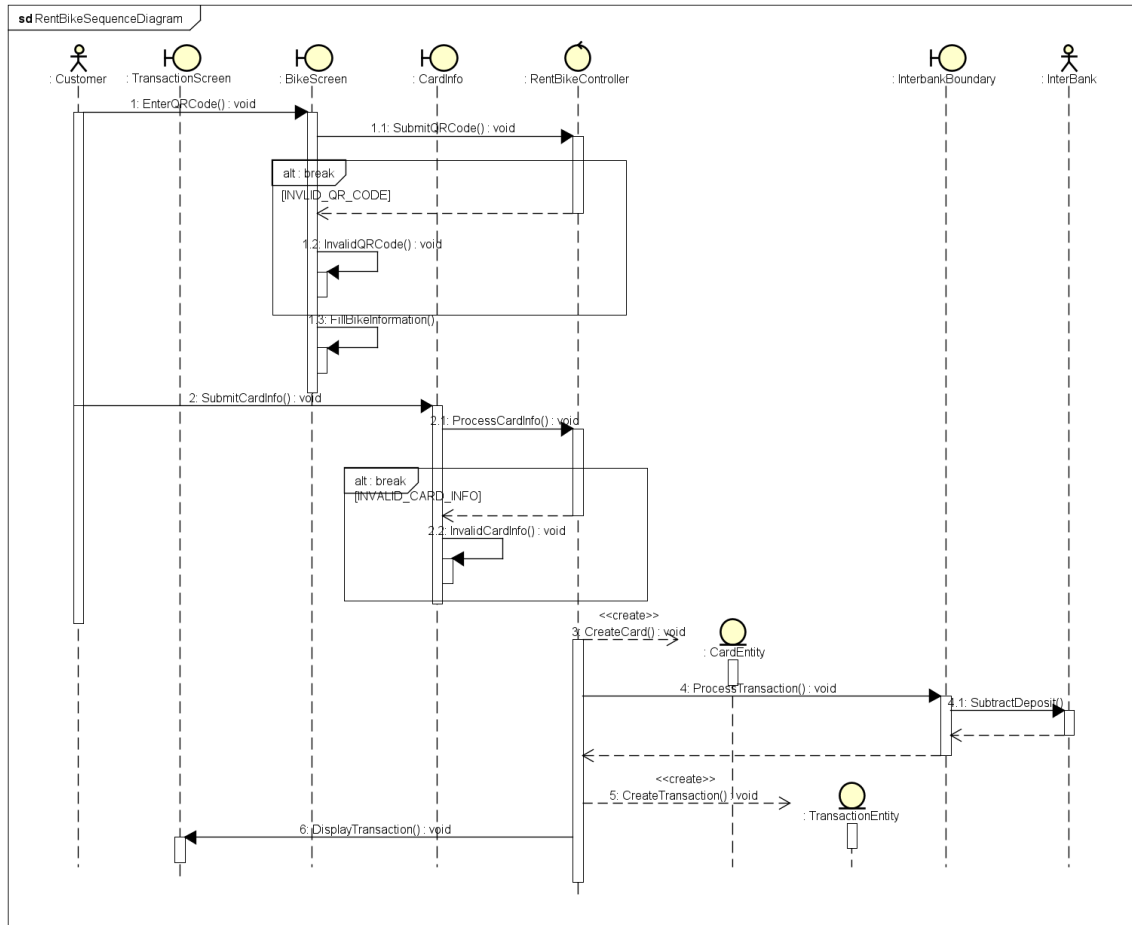 sd RentBikeSequenceDiagram
: Customer
: TransactionScreen
: BikeScreen
: CardInfo
: RentBikeController
: InterbankBoundary
: InterBank
1: EnterQRCode() : void
1.1: SubmitQRCode() : void
alt : break
[INVLID_QR_CODE]
1.2: InvalidQRCode() : void
1.3: FillBikeInformation()
2: SubmitCardInfo() : void
2.1: ProcessCardInfo() : void
alt : break
[INVALID_CARD_INFO]
2.2: InvalidCardInfo() : void
<<create>>
3: CreateCard() : void
: CardEntity
4: ProcessTransaction() : void
4.1: SubtractDeposit()
<<create>>
5: CreateTransaction() : void
: TransactionEntity
6: DisplayTransaction() : void